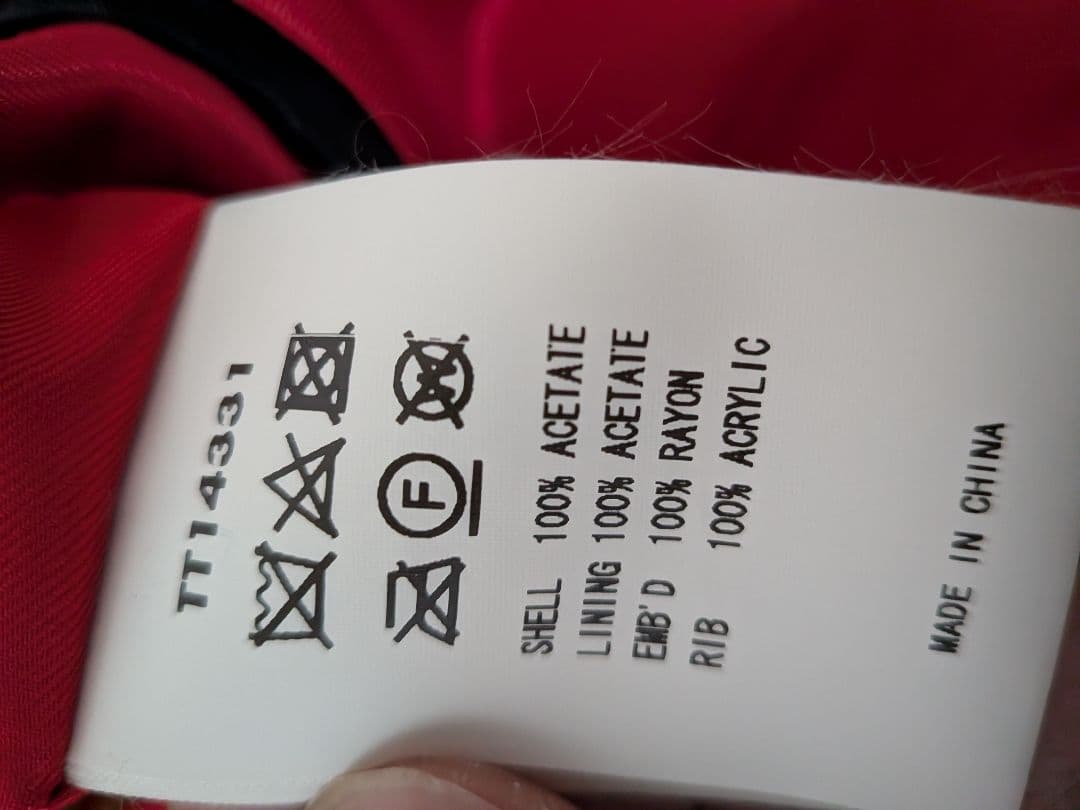 TT14331
F W
SHELL 100% ACETATE
LINING 100% ACETATE
EMB'D 100% RAYON
RIB 100% ACRYLIC
MADE IN CHINA